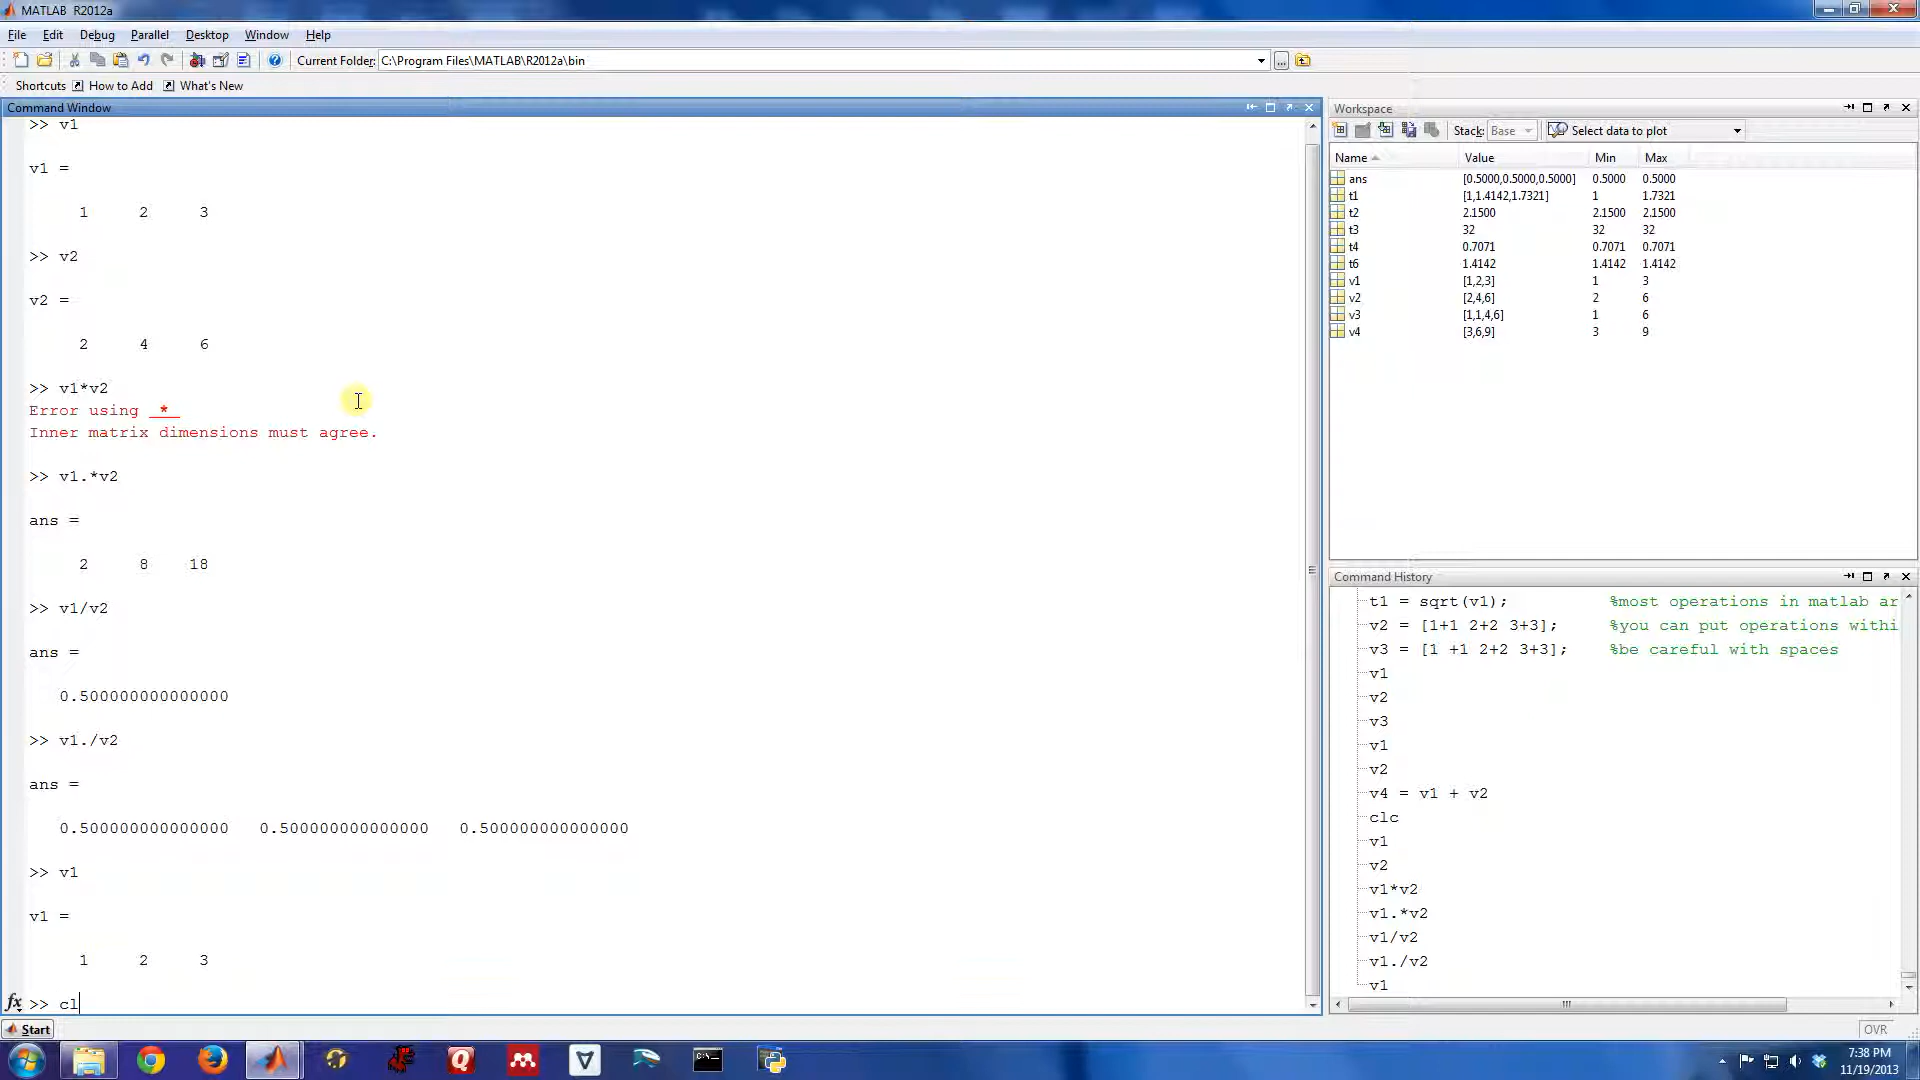 MATLAB R2012a
File Edit Debug Parallel Desktop Window Help
Current Folder: C:\Program Files\MATLAB\R2012a\bin
Shortcuts How to Add What's New
Command Window
>> v1
v1 =
1 2 3
>> v2
v2 =
2 4 6
>> v1*v2
Error using *
Inner matrix dimensions must agree.
>> v1.*v2
ans =
2 8 18
>> v1/v2
ans =
0.500000000000000
>> v1./v2
ans =
0.500000000000000 0.500000000000000 0.500000000000000
>> v1
v1 =
1 2 3
fx >> cl
Workspace
Stack: Base Select data to plot
Name Value Min Max
ans [0.5000,0.5000,0.5000] 0.5000 0.5000
t1 [1,1.4142,1.7321] 1 1.7321
t2 2.1500 2.1500 2.1500
t3 32 32 32
t4 0.7071 0.7071 0.7071
t6 1.4142 1.4142 1.4142
v1 [1,2,3] 1 3
v2 [2,4,6] 2 6
v3 [1,1,4,6] 1 6
v4 [3,6,9] 3 9
Command History
t1 = sqrt(v1); %most operations in matlab ar
v2 = [1+1 2+2 3+3]; %you can put operations withi
v3 = [1 +1 2+2 3+3]; %be careful with spaces
v1
v2
v3
v1
v2
v4 = v1 + v2
clc
v1
v2
v1*v2
v1.*v2
v1/v2
v1./v2
v1
Start
OVR
7:38 PM
11/19/2013